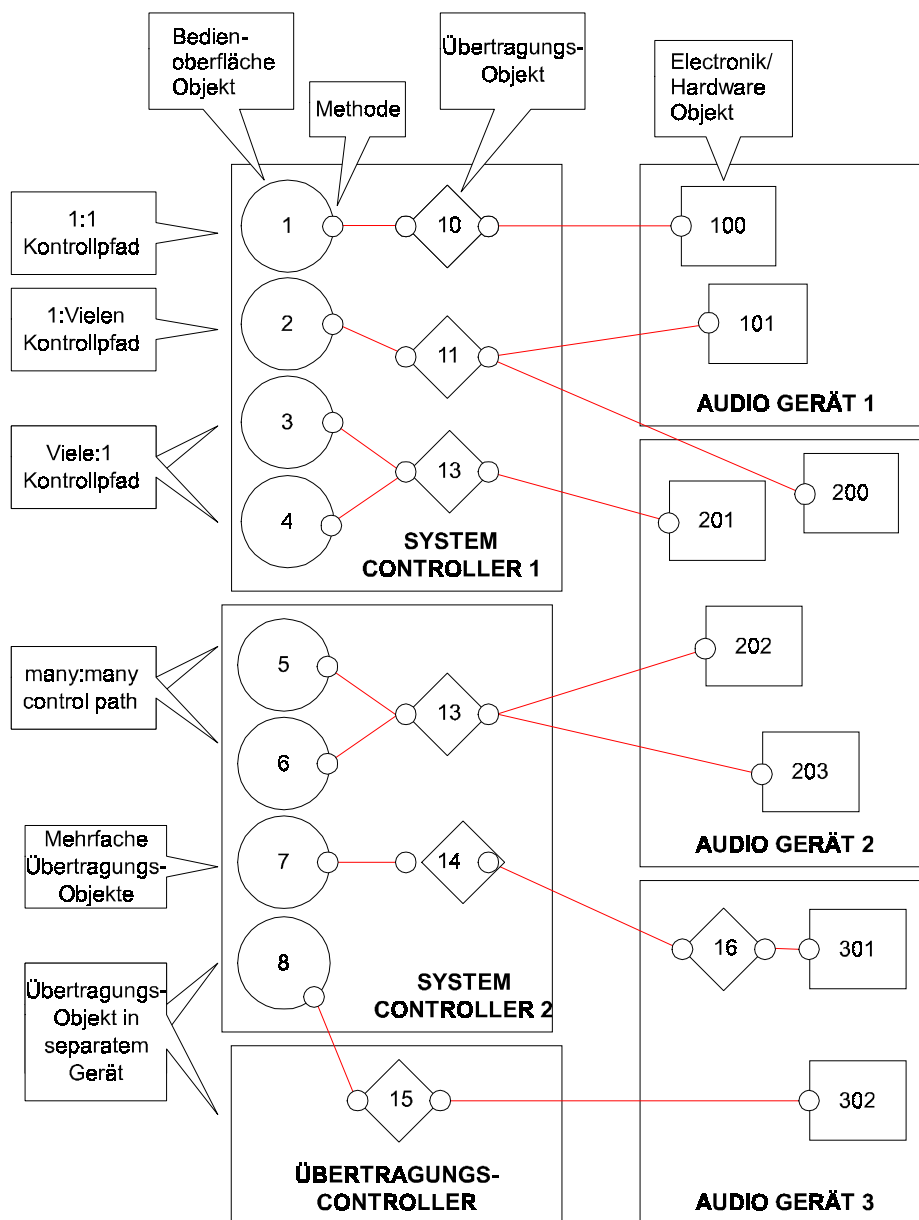 Bedien-
oberfläche
Objekt
Methode
Übertragungs-
Objekt
Electronik/
Hardware
Objekt
1:1
Kontrollpfad
1
10
100
1:Vielen
Kontrollpfad
2
11
101
AUDIO GERÄT 1
Viele:1
Kontrollpfad
3
4
13
SYSTEM
CONTROLLER 1
200
201
many:many
control path
5
6
13
202
203
AUDIO GERÄT 2
Mehrfache
Übertragungs-
Objekte
7
14
16
301
8
SYSTEM
CONTROLLER 2
Übertragungs-
Objekt in
separatem
Gerät
15
302
ÜBERTRAGUNGS-
CONTROLLER
AUDIO GERÄT 3